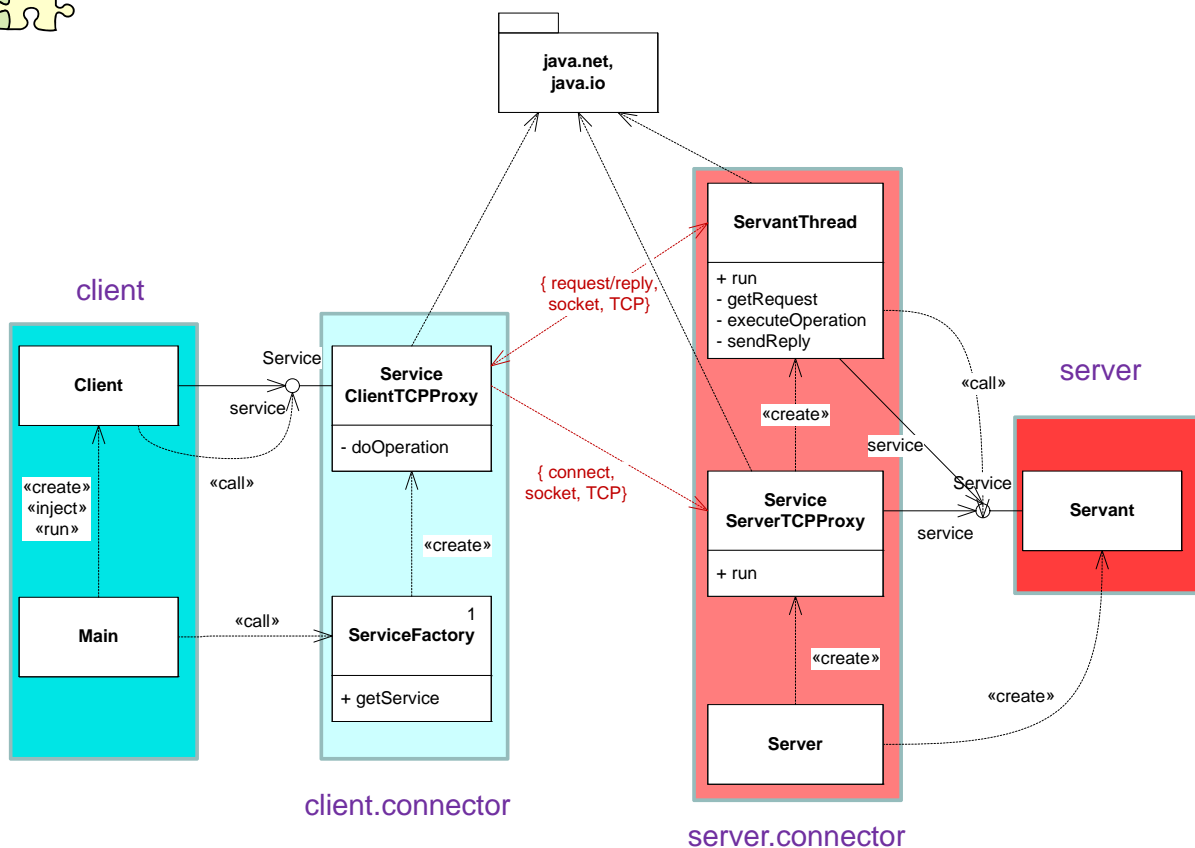 java.net,
java.io
ServantThread
+ run
- getRequest
- executeOperation
- sendReply
{ request/reply,
socket, TCP}
client
Client
Service
service
Service
ClientTCPProxy
- doOperation
«call»
«create»
«inject»
«run»
{ connect,
socket, TCP}
«create»
«call»
service
server
Service
ServerTCPProxy
+ run
Service
service
Servant
«create»
Main
«call»
1
ServiceFactory
+ getService
«create»
«create»
Server
client.connector
server.connector